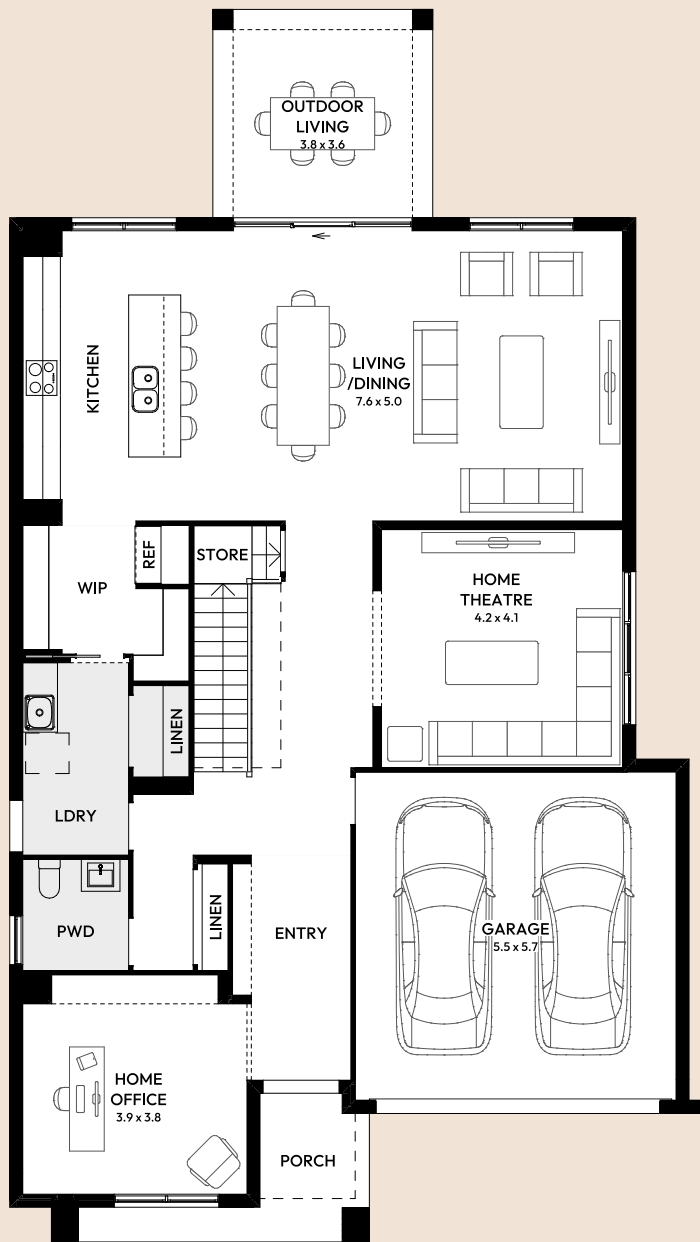 OUTDOOR
LIVING
3.8 x 3.6
KITCHEN
LIVING
/DINING
7.6 x 5.0
REF
STORE
WIP
HOME
THEATRE
4.2 x 4.1
LINEN
LDRY
PWD
LINEN
ENTRY
GARAGE
5.5 x 5.7
HOME
OFFICE
3.9 x 3.8
PORCH